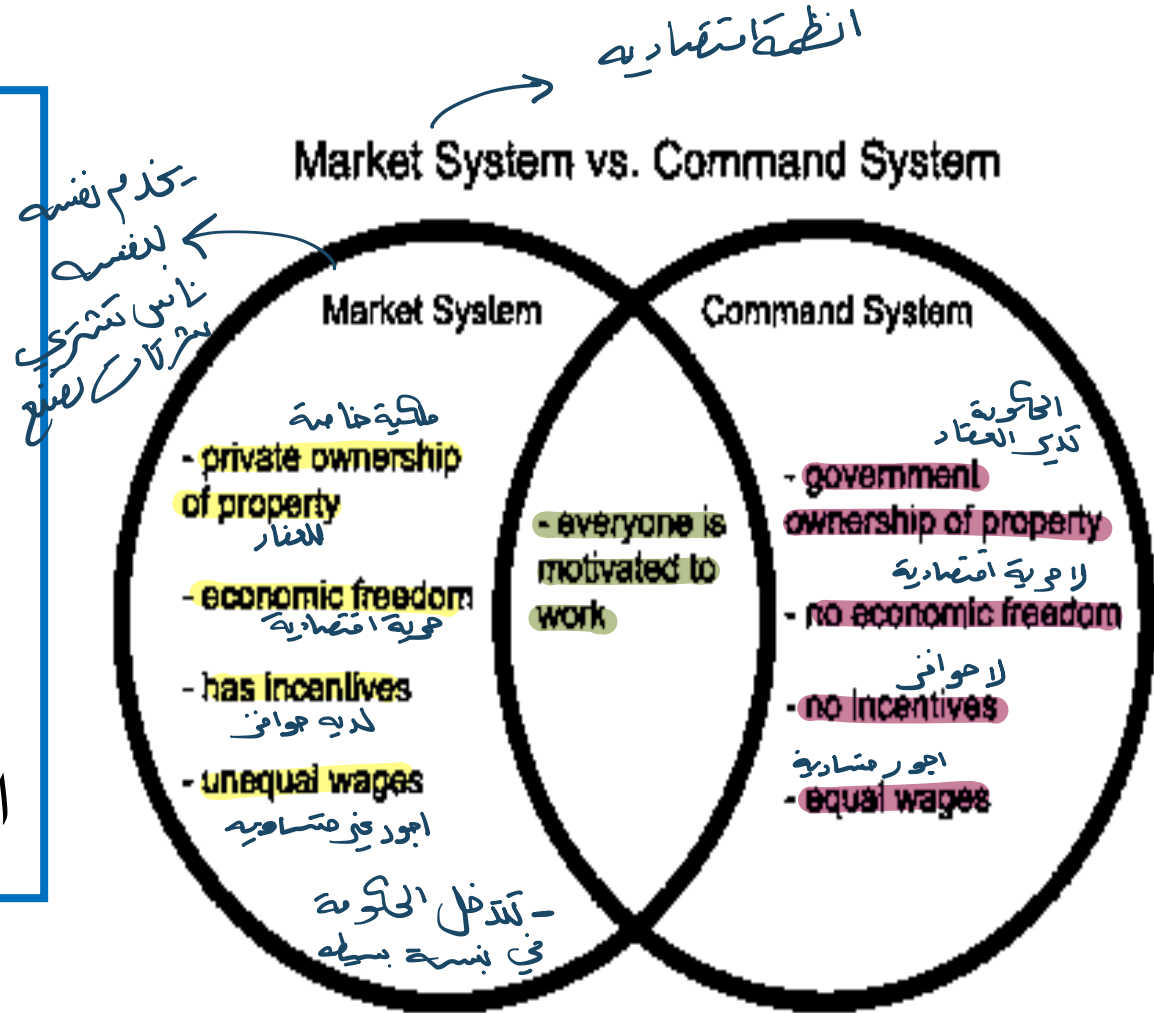 انظمة اقتصاديه
Market System vs. Command System
يخدم نفسه
لنفسه
ناس تشتري
شركات تصنع
Market System
ملكية خاصة
- private ownership
of property
للعقار
- economic freedom
حرية اقتصادية
- has incentives
لديه حوافز
- unequal wages
اجور غير متساويه
- تتدخل الحكومة
في نسبة بسيطه
- everyone is
motivated to
work
Command System
الحكومة
تدير العقار
- government
ownership of property
لا حرية اقتصادية
- no economic freedom
لا حوافز
- no incentives
اجور متساوية
- equal wages